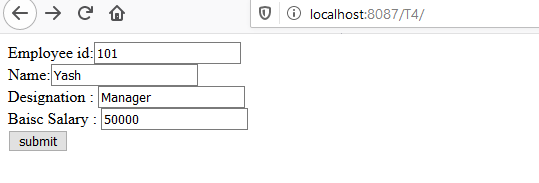 localhost:8087/T4/
Employee id: 101
Name: Yash
Designation : Manager
Baisc Salary : 50000
submit